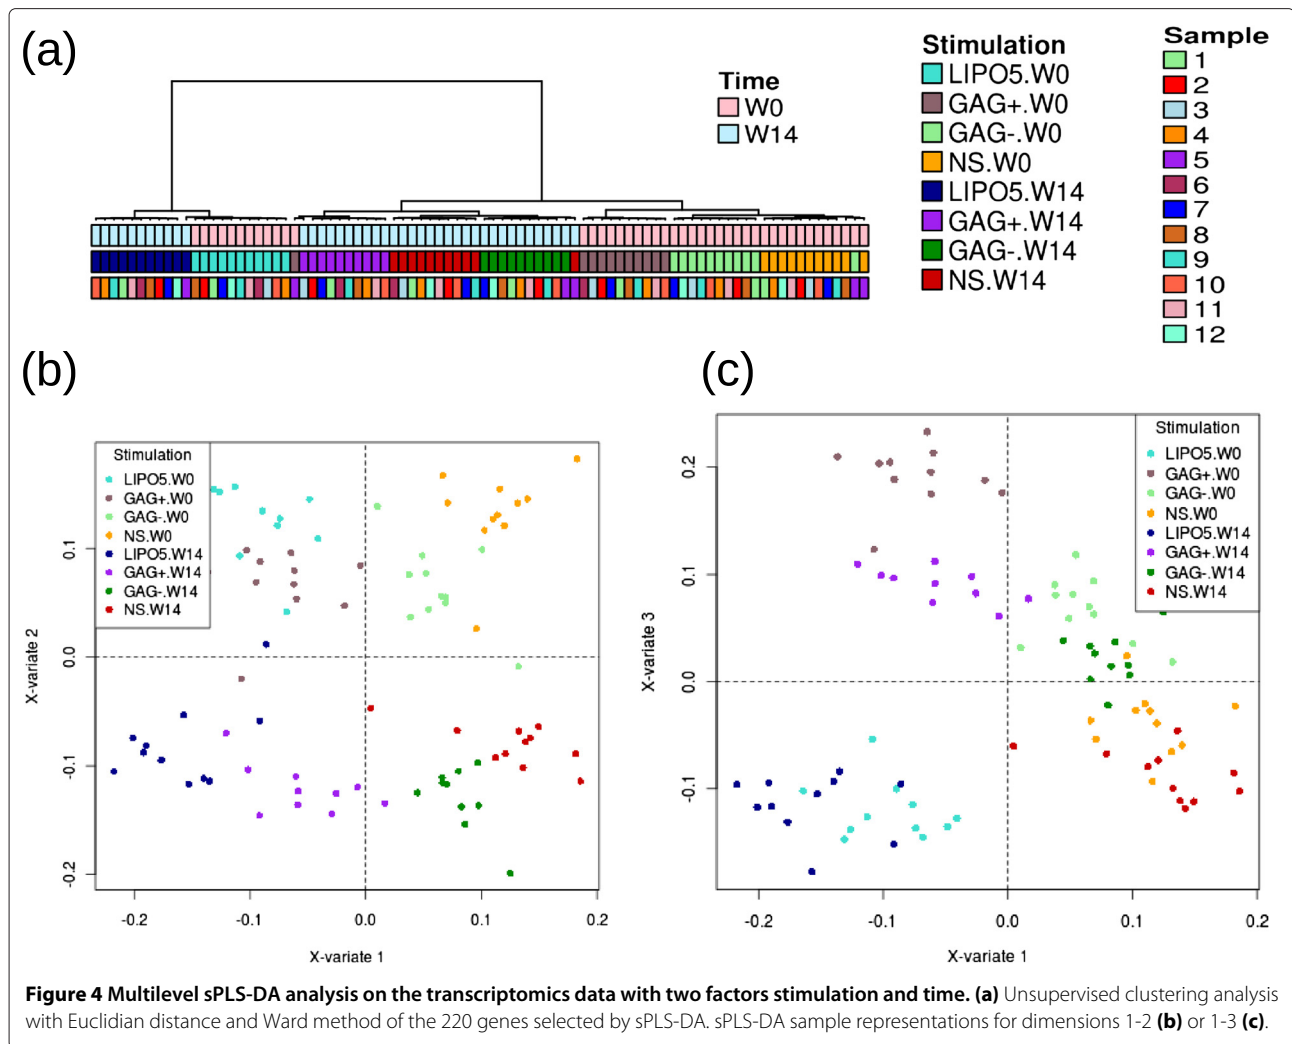 (a)
Time
W0
W14
Stimulation
LIPO5.W0
GAG+.W0
GAG-.W0
NS.W0
LIPO5.W14
GAG+.W14
GAG-.W14
NS.W14
Sample
1
2
3
4
5
6
7
8
9
10
11
12
(b)
Stimulation
LIPO5.W0
GAG+.W0
GAG-.W0
NS.W0
LIPO5.W14
GAG+.W14
GAG-.W14
NS.W14
X-variate 2
0.1
0.0
-0.1
-0.2
-0.2
-0.1
0.0
0.1
0.2
X-variate 1
(c)
Stimulation
LIPO5.W0
GAG+.W0
GAG-.W0
NS.W0
LIPO5.W14
GAG+.W14
GAG-.W14
NS.W14
X-variate 3
0.2
0.1
0.0
-0.1
-0.2
-0.1
0.0
0.1
0.2
X-variate 1
Figure 4 Multilevel sPLS-DA analysis on the transcriptomics data with two factors stimulation and time. (a) Unsupervised clustering analysis
with Euclidian distance and Ward method of the 220 genes selected by sPLS-DA. sPLS-DA sample representations for dimensions 1-2 (b) or 1-3 (c).